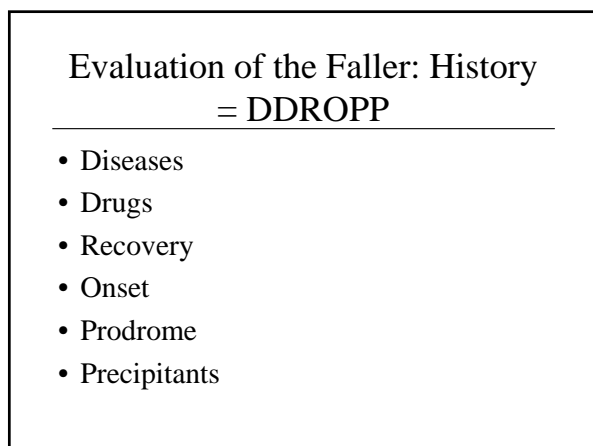 Evaluation of the Faller: History
= DDROPP
• Diseases
• Drugs
• Recovery
• Onset
• Prodrome
• Precipitants